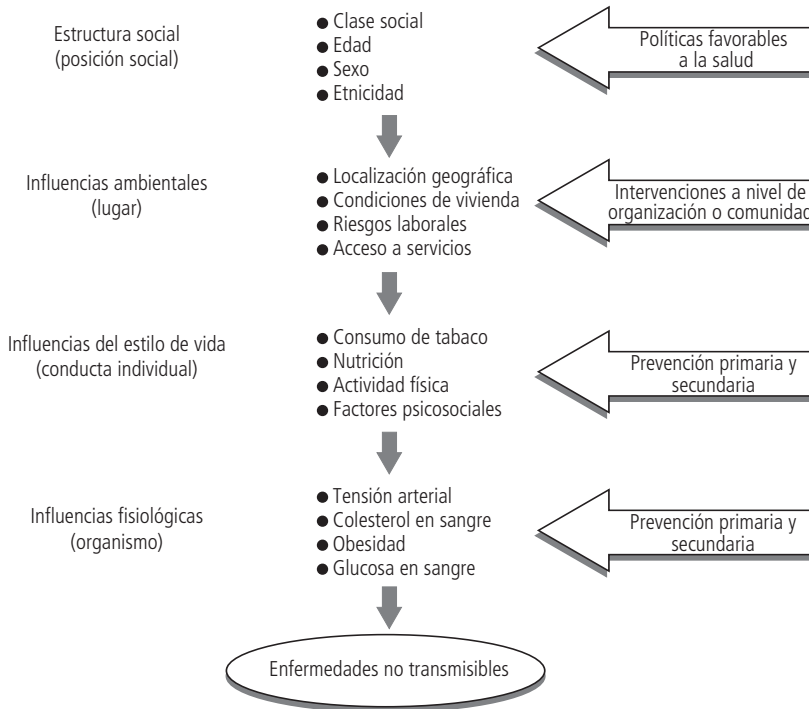 Estructura social
(posición social)
● Clase social
● Edad
● Sexo
● Etnicidad
Políticas favorables
a la salud
Influencias ambientales
(lugar)
● Localización geográfica
● Condiciones de vivienda
● Riesgos laborales
● Acceso a servicios
Intervenciones a nivel de
organización o comunidad
Influencias del estilo de vida
(conducta individual)
● Consumo de tabaco
● Nutrición
● Actividad física
● Factores psicosociales
Prevención primaria y
secundaria
Influencias fisiológicas
(organismo)
● Tensión arterial
● Colesterol en sangre
● Obesidad
● Glucosa en sangre
Prevención primaria y
secundaria
Enfermedades no transmisibles